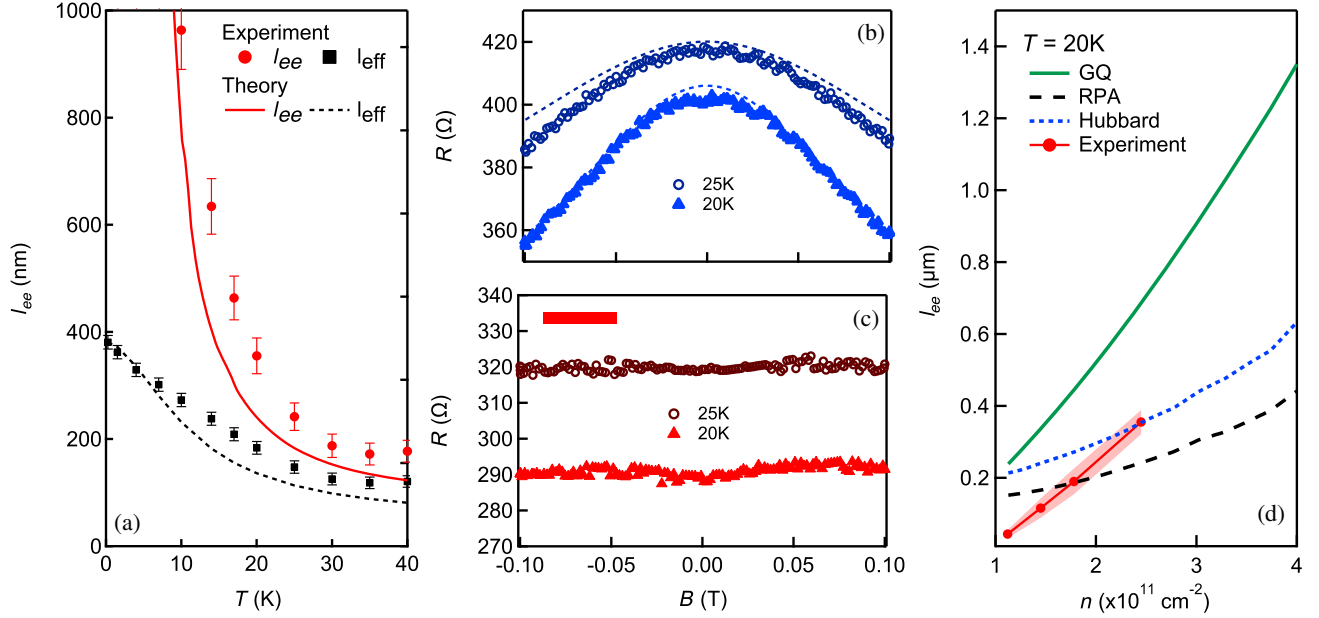 1000
800
600
400
200
0
0
10
20
30
40
l_ee (nm)
T (K)
Experiment
l_ee l_eff
Theory
l_ee l_eff
(a)
420
400
380
360
R (Ω)
(b)
25K
20K
340
330
320
310
300
290
280
270
R (Ω)
(c)
25K
20K
-0.10
-0.05
0.00
0.05
0.10
B (T)
1.4
1.2
1.0
0.8
0.6
0.4
0.2
l_ee (μm)
T = 20K
GQ
RPA
Hubbard
Experiment
(d)
1
2
3
4
n (x10¹¹ cm⁻²)